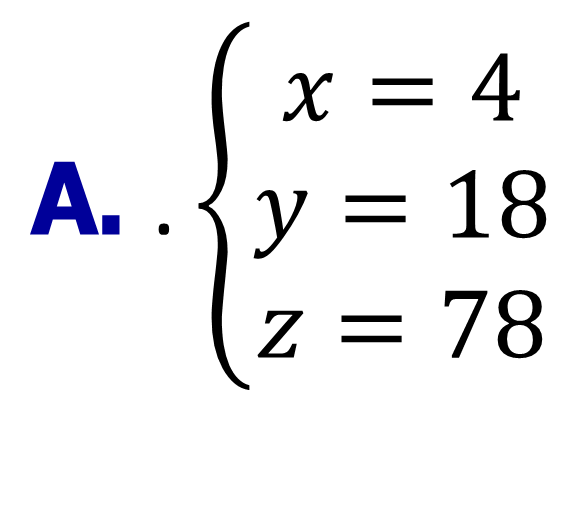 A. . { x = 4
y = 18
z = 78